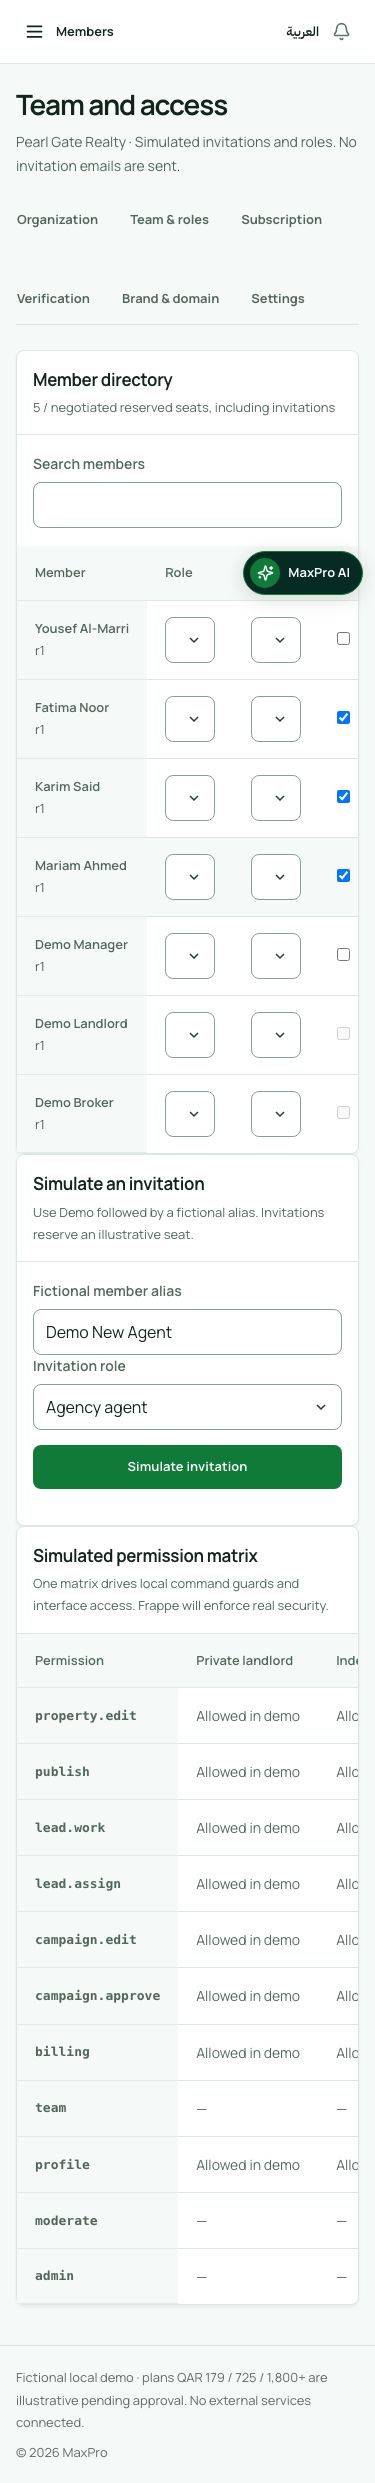 Members
العربية
Team and access
Pearl Gate Realty · Simulated invitations and roles. No
invitation emails are sent.
Organization
Team & roles
Subscription
Verification
Brand & domain
Settings
Member directory
5 / negotiated reserved seats, including invitations
Search members
Member
Role
MaxPro AI
Yousef Al-Marri
r1
Fatima Noor
r1
Karim Said
r1
Mariam Ahmed
r1
Demo Manager
r1
Demo Landlord
r1
Demo Broker
r1
Simulate an invitation
Use Demo followed by a fictional alias. Invitations
reserve an illustrative seat.
Fictional member alias
Demo New Agent
Invitation role
Agency agent
Simulate invitation
Simulated permission matrix
One matrix drives local command guards and
interface access. Frappe will enforce real security.
Permission Private landlord
property.edit Allowed in demo
publish Allowed in demo
lead.work Allowed in demo
lead.assign Allowed in demo
campaign.edit Allowed in demo
campaign.approve Allowed in demo
billing Allowed in demo
team — —
profile Allowed in demo
moderate — —
admin — —
Fictional local demo · plans QAR 179 / 725 / 1,800+ are
illustrative pending approval. No external services
connected.
© 2026 MaxPro